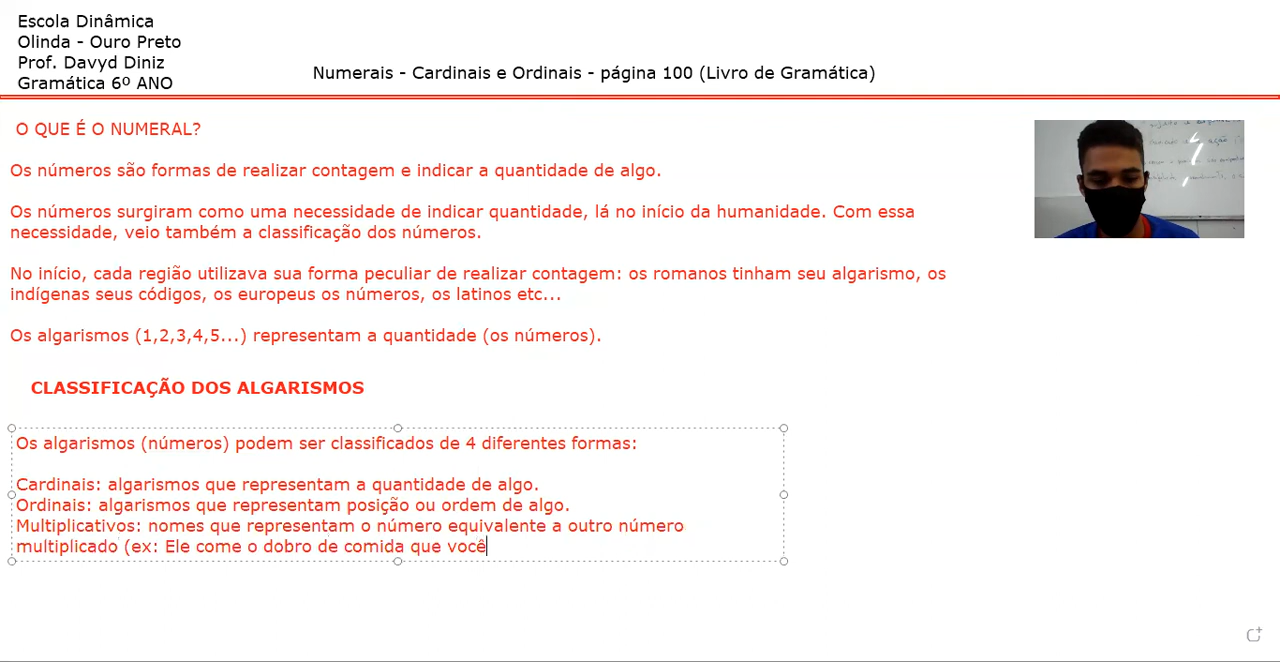 Escola Dinâmica
Olinda - Ouro Preto
Prof. Davyd Diniz
Gramática 6º ANO
Numerais - Cardinais e Ordinais - página 100 (Livro de Gramática)
O QUE É O NUMERAL?
Os números são formas de realizar contagem e indicar a quantidade de algo.
Os números surgiram como uma necessidade de indicar quantidade, lá no início da humanidade. Com essa
necessidade, veio também a classificação dos números.
No início, cada região utilizava sua forma peculiar de realizar contagem: os romanos tinham seu algarismo, os
indígenas seus códigos, os europeus os números, os latinos etc...
Os algarismos (1,2,3,4,5...) representam a quantidade (os números).
CLASSIFICAÇÃO DOS ALGARISMOS
Os algarismos (números) podem ser classificados de 4 diferentes formas:
Cardinais: algarismos que representam a quantidade de algo.
Ordinais: algarismos que representam posição ou ordem de algo.
Multiplicativos: nomes que representam o número equivalente a outro número
multiplicado (ex: Ele come o dobro de comida que você